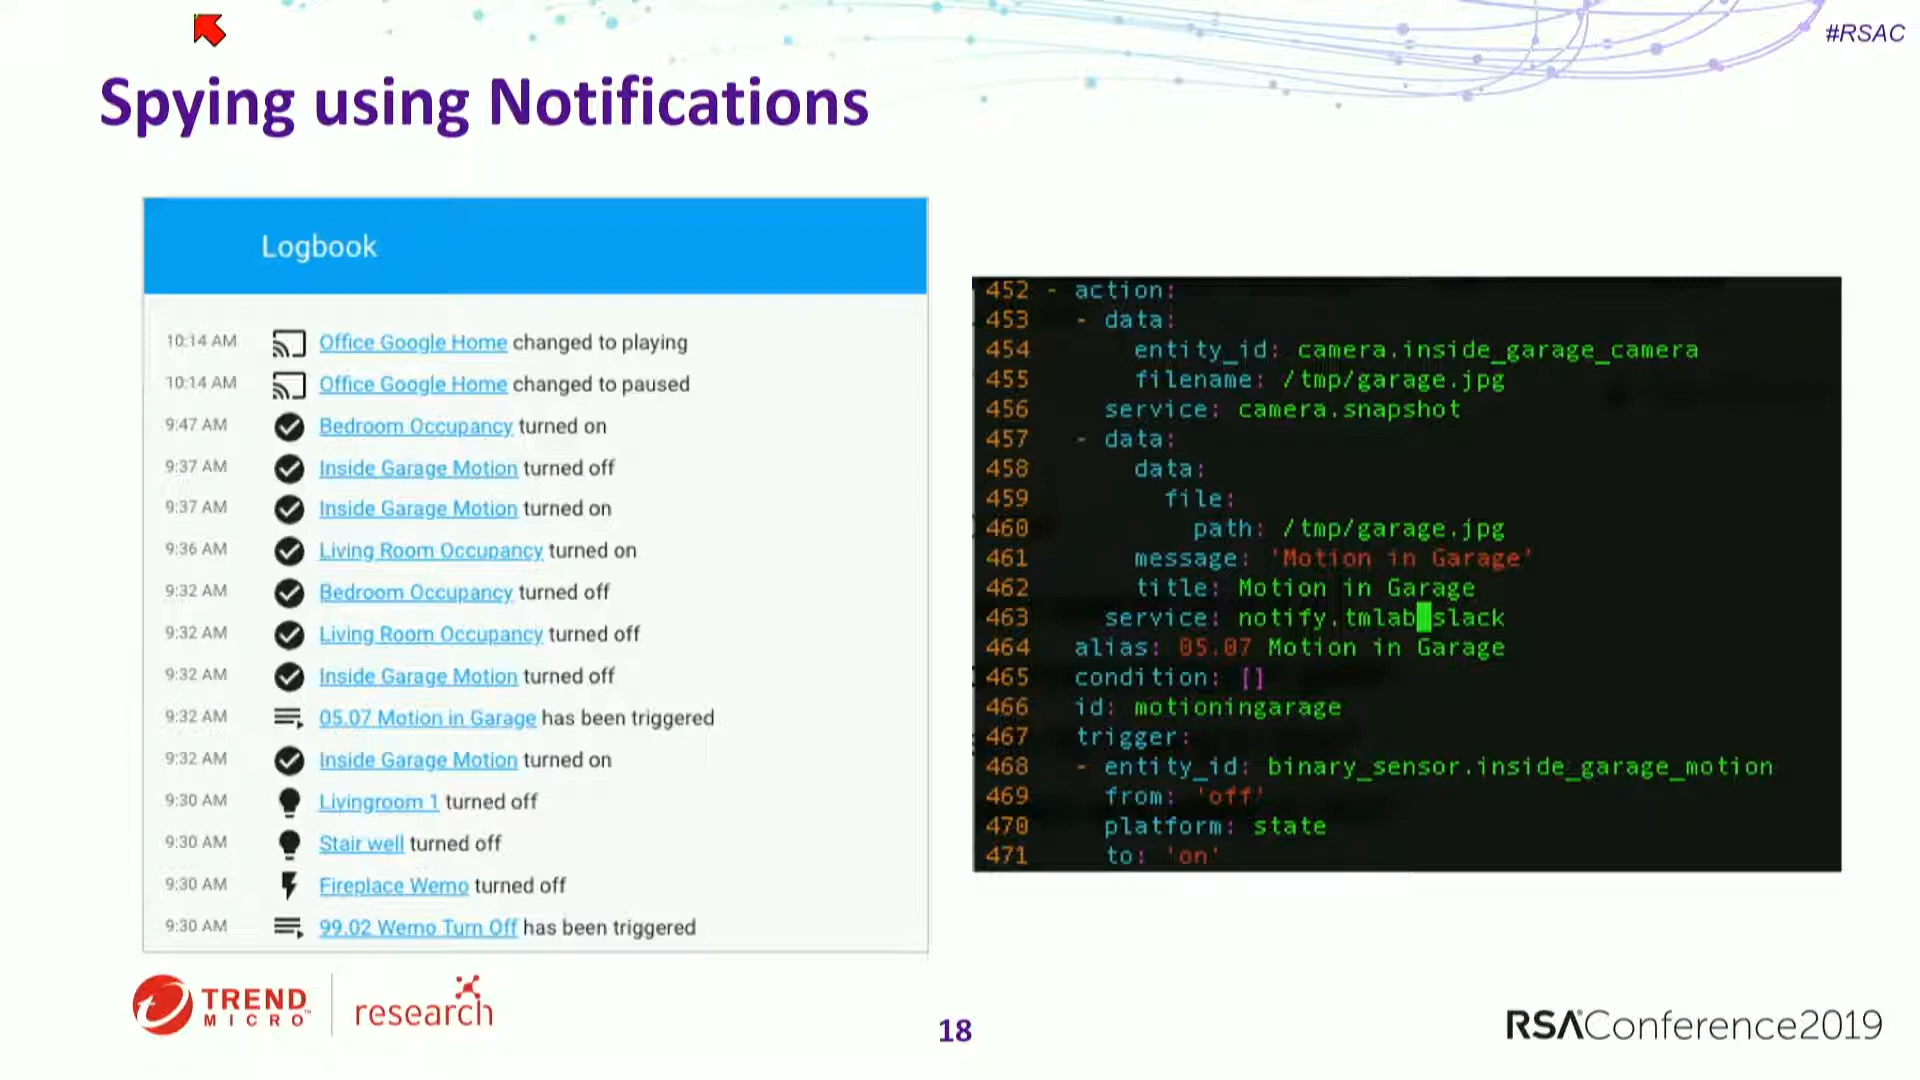 #RSAC
Spying using Notifications
Logbook
10:14 AM Office Google Home changed to playing
10:14 AM Office Google Home changed to paused
9:47 AM Bedroom Occupancy turned on
9:37 AM Inside Garage Motion turned off
9:37 AM Inside Garage Motion turned on
9:36 AM Living Room Occupancy turned on
9:32 AM Bedroom Occupancy turned off
9:32 AM Living Room Occupancy turned off
9:32 AM Inside Garage Motion turned off
9:32 AM 05.07 Motion in Garage has been triggered
9:32 AM Inside Garage Motion turned on
9:30 AM Livingroom 1 turned off
9:30 AM Stair well turned off
9:30 AM Fireplace Wemo turned off
9:30 AM 99.02 Wemo Turn Off has been triggered
452 - action:
453 - data:
454 entity_id: camera.inside_garage_camera
455 filename: /tmp/garage.jpg
456 service: camera.snapshot
457 - data:
458 data:
459 file:
460 path: /tmp/garage.jpg
461 message: 'Motion in Garage'
462 title: Motion in Garage
463 service: notify.tmlab slack
464 alias: 05.07 Motion in Garage
465 condition: []
466 id: motioningarage
467 trigger:
468 - entity_id: binary_sensor.inside_garage_motion
469 from: 'off'
470 platform: state
471 to: 'on'
TREND MICRO™ research
18
RSAConference2019